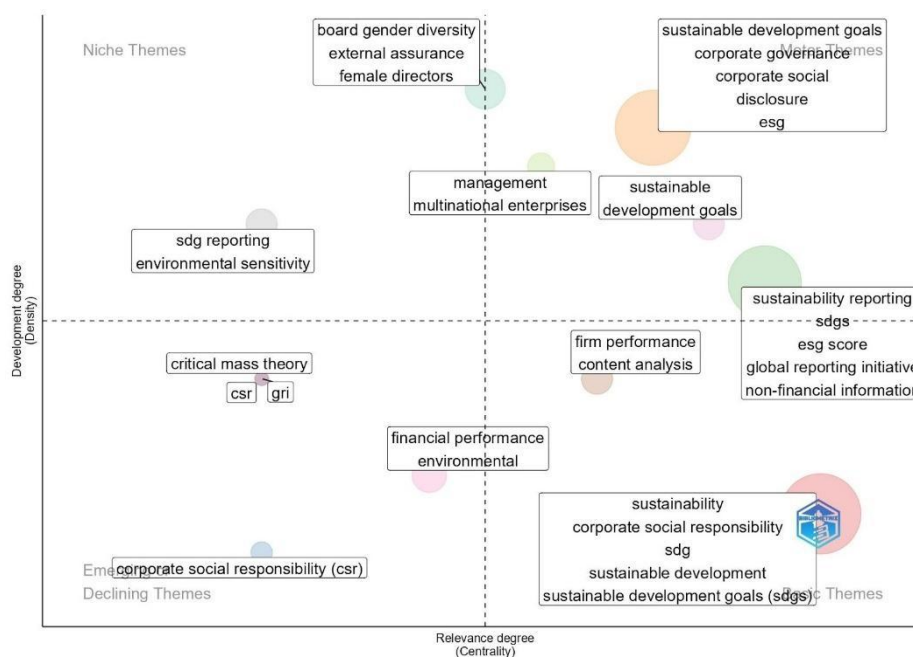 Niche Themes
board gender diversity
external assurance
female directors
sustainable development goals
Motor Themes
corporate governance
corporate social
disclosure
esg
management
multinational enterprises
sustainable
development goals
sdg reporting
environmental sensitivity
sustainability reporting
sdgs
esg score
global reporting initiative
non-financial information
firm performance
content analysis
critical mass theory
csr
gri
financial performance
environmental
sustainability
corporate social responsibility
sdg
sustainable development
sustainable development goals (sdgs)
BIBLIOMETRIX
Basic Themes
corporate social responsibility (csr)
Emerging or
Declining Themes
Development degree
(Density)
Relevance degree
(Centrality)